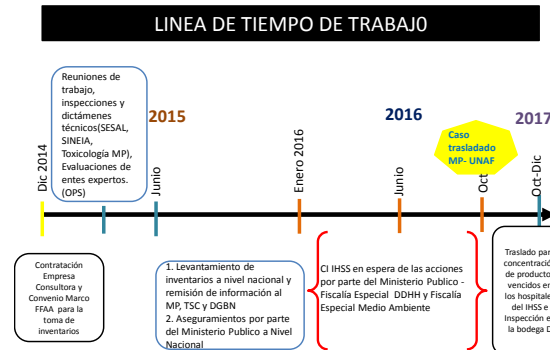 LINEA DE TIEMPO DE TRABAJ0
Reuniones de
trabajo,
inspecciones y
dictámenes
técnicos(SESAL,
SINEIA,
Toxicología MP),
Evaluaciones de
entes expertos.
(OPS)
2015
2016
2017
Caso
trasladado
MP- UNAF
Dic 2014
Junio
Enero 2016
Junio
Oct
Oct-Dic
Contratación
Empresa
Consultora y
Convenio Marco
FFAA para la
toma de
inventarios
1. Levantamiento de
inventarios a nivel nacional y
remisión de información al
MP, TSC y DGBN
2. Aseguramientos por parte
del Ministerio Publico a Nivel
Nacional
CI IHSS en espera de las acciones
por parte del Ministerio Publico -
Fiscalía Especial DDHH y Fiscalía
Especial Medio Ambiente
Traslado par
concentració
de producto
vencidos en
los hospitale
del IHSS e
Inspección e
la bodega D